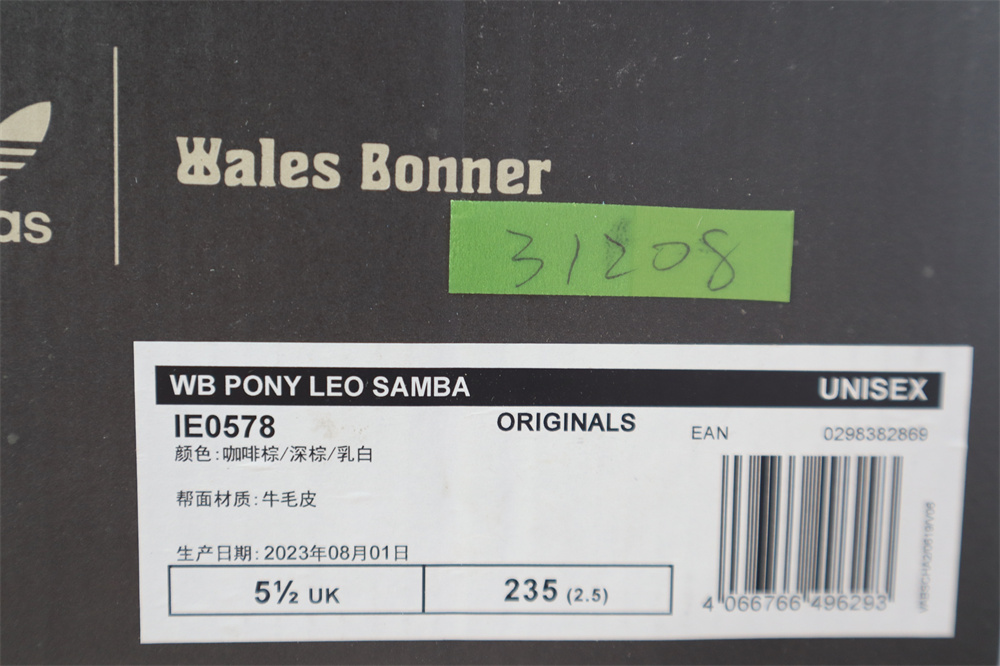 Wales Bonner
as
31208
WB PONY LEO SAMBA UNISEX
IE0578 ORIGINALS EAN 0298382869
颜色:咖啡棕/深棕/乳白
帮面材质:牛毛皮
生产日期:2023年08月01日
5½ UK 235 (2.5)
4 066766 496293